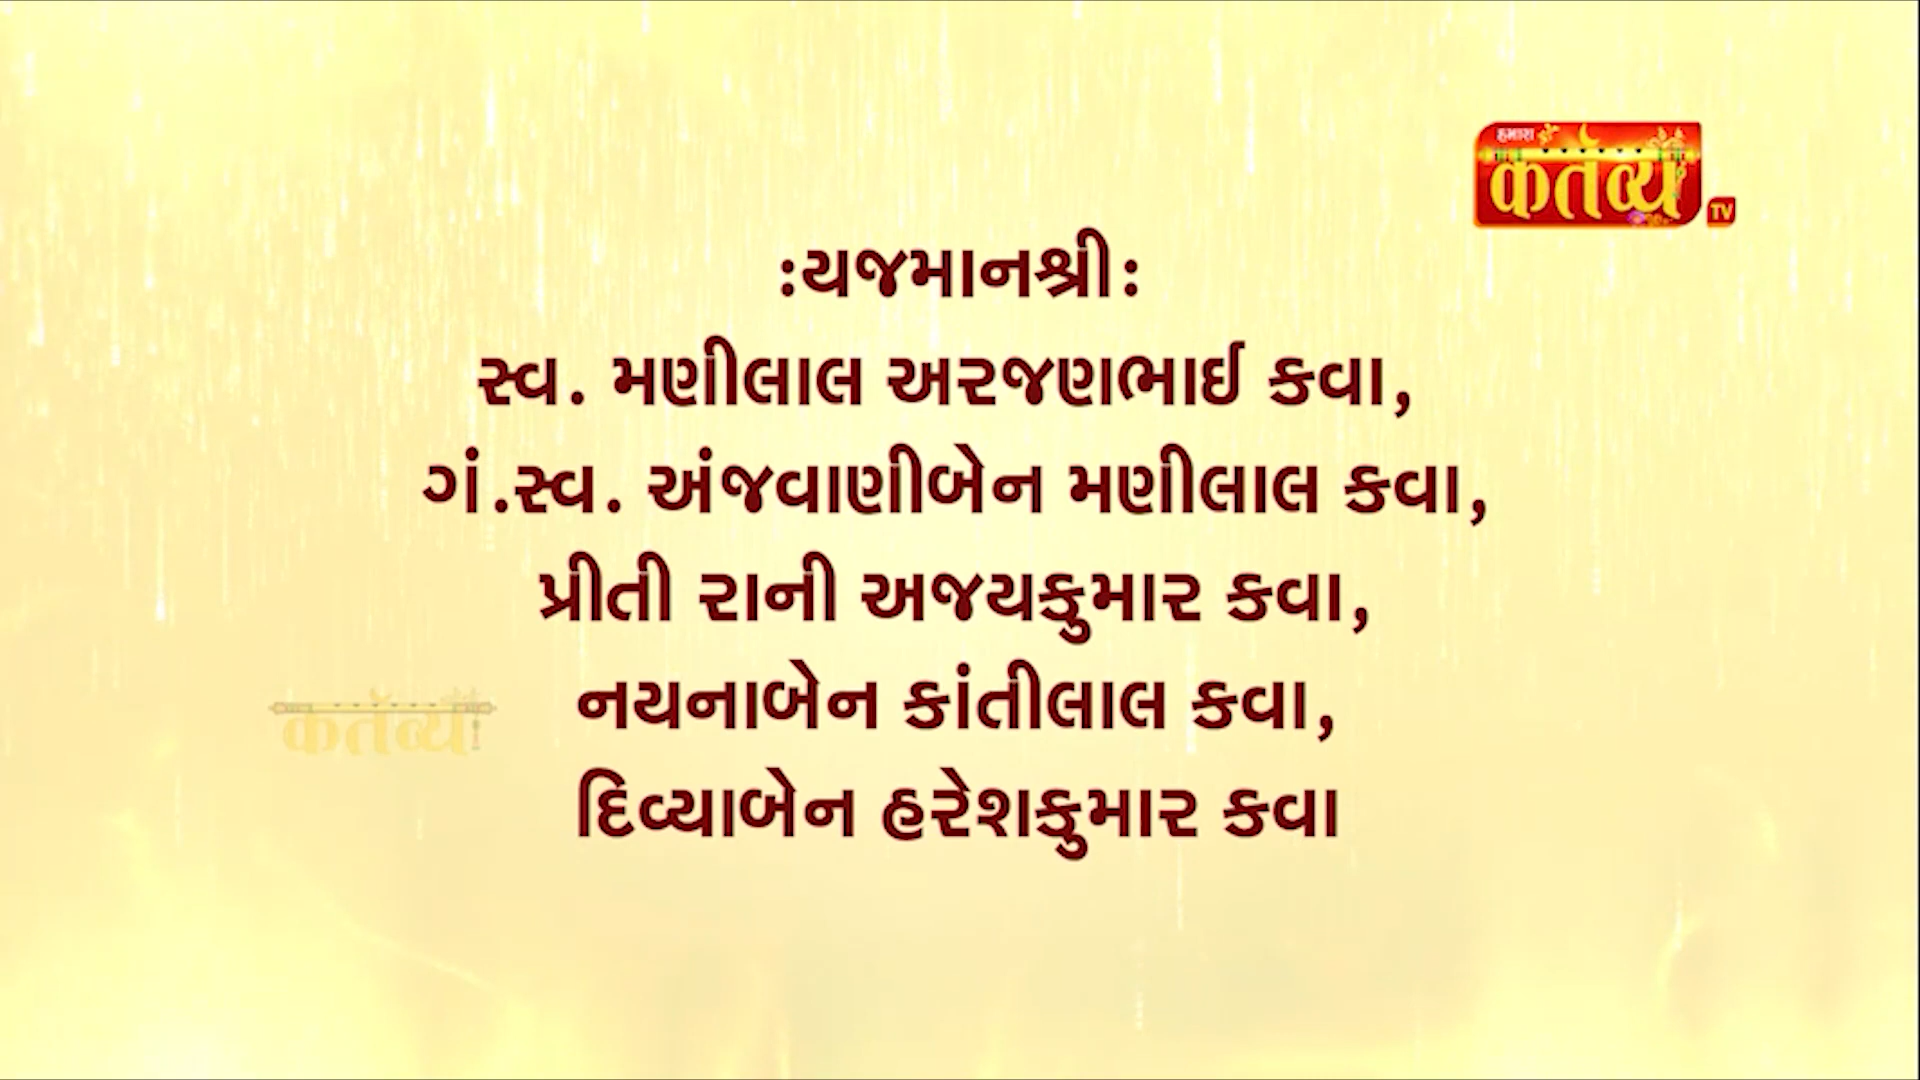 हमारा
कर्तव्य
TV
:યજમાનશ્રી:
સ્વ. મણીલાલ અરજણભાઈ કવા,
ગં.સ્વ. અંજવાણીબેન મણીલાલ કવા,
પ્રીતી રાની અજયકુમાર કવા,
નયનાબેન કાંતીલાલ કવા,
कर्तव्य
દિવ્યાબેન હરેશકુમાર કવા